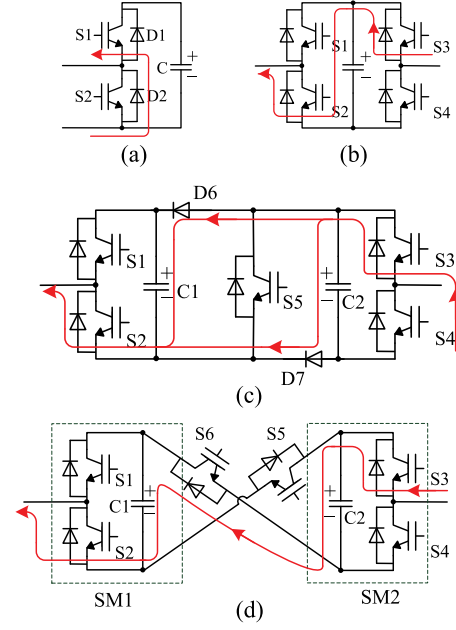 S1 D1 C + −
S2 D2
(a)
S1 + − S3
S2 S4
(b)
D6
S1 + − C1 S5 + − C2 S3
S2 S4
D7
(c)
S6 S5
S1 C1 + − + − C2 S3
S2 S4
SM1 SM2
(d)